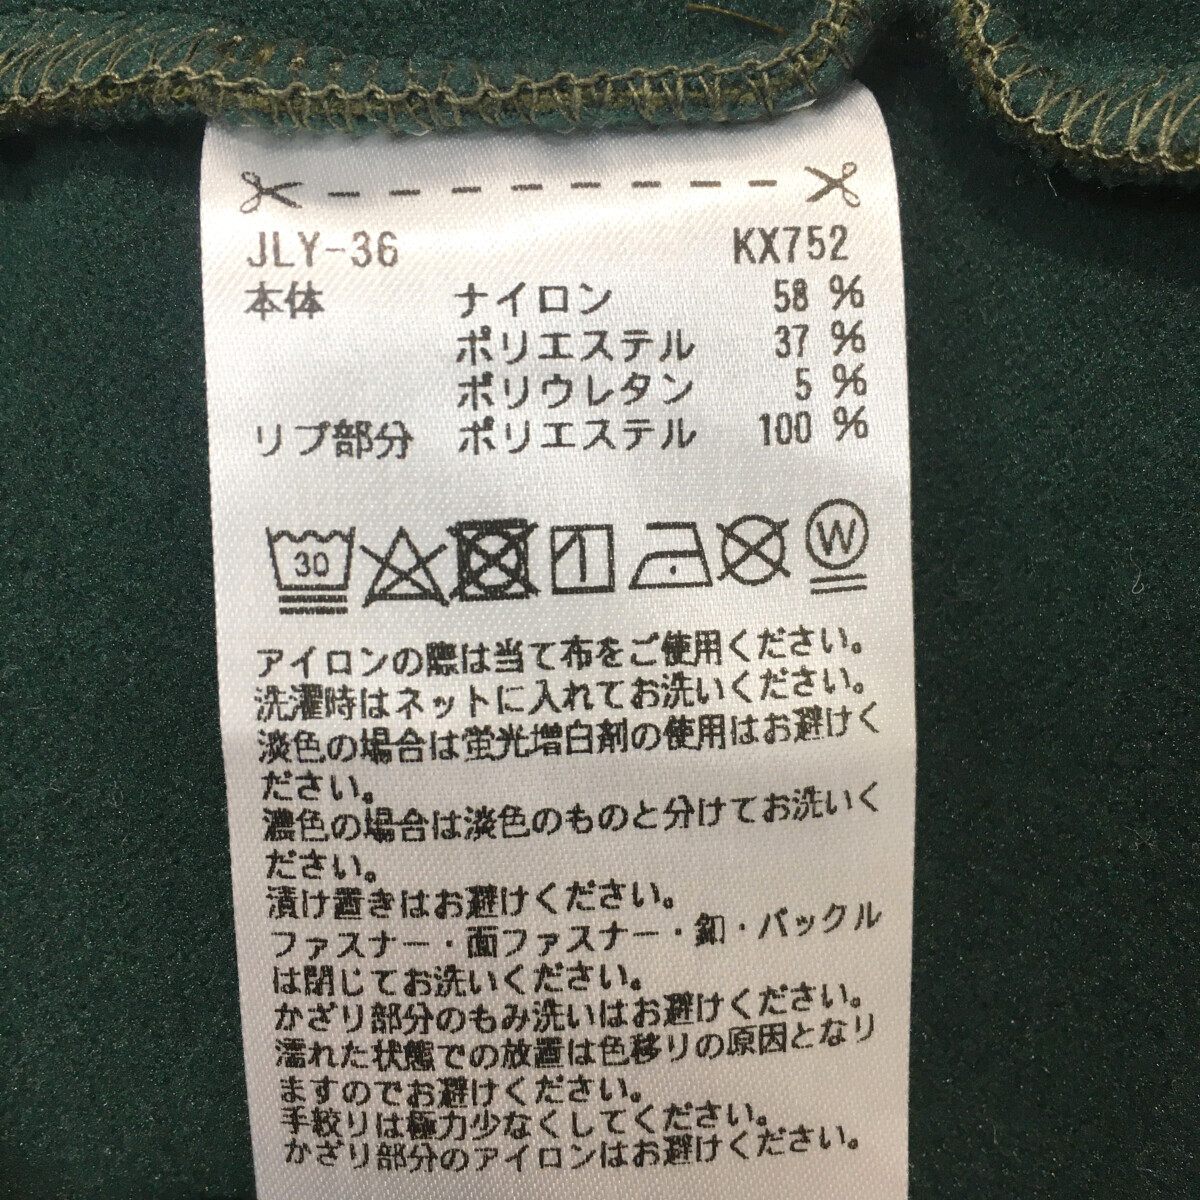 JLY-36 KX752
本体 ナイロン 58 %
ポリエステル 37 %
ポリウレタン 5 %
リブ部分 ポリエステル 100 %
30 W
アイロンの際は当て布をご使用ください。
洗濯時はネットに入れてお洗いください。
淡色の場合は蛍光増白剤の使用はお避けく
ださい。
濃色の場合は淡色のものと分けてお洗いく
ださい。
漬け置きはお避けください。
ファスナー・面ファスナー・釦・バックル
は閉じてお洗いください。
かざり部分のもみ洗いはお避けください。
濡れた状態での放置は色移りの原因となり
ますのでお避けください。
手絞りは極力少なくしてください。
かざり部分のアイロンはお避けください。